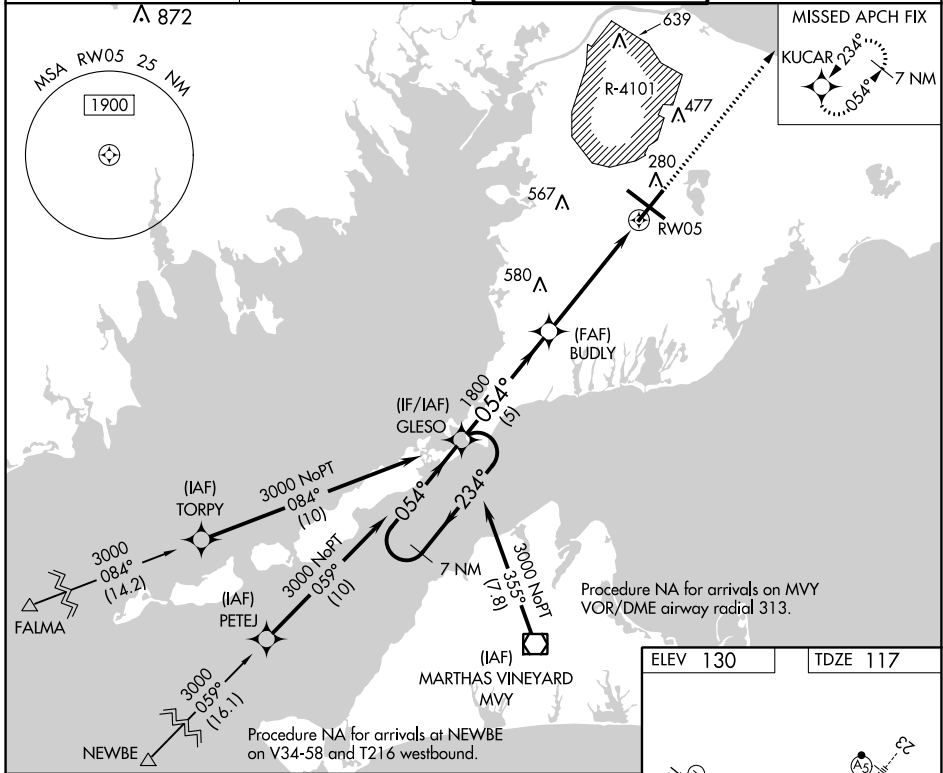 872
MSA RW05 25 NM
1900
639
R-4101
477
280
567
RW05
580
MISSED APCH FIX
KUCAR
234°
054°
7 NM
(FAF)
BUDLY
1800
054°
(5)
(IF/IAF)
GLESO
3000 NoPT
084°
(10)
(IAF)
TORPY
054°
234°
7 NM
3000
084°
(14.2)
FALMA
3000 NoPT
059°
(10)
(IAF)
PETEJ
3000 NoPT
355°
(7.8)
Procedure NA for arrivals on MVY
VOR/DME airway radial 313.
(IAF)
MARTHAS VINEYARD
MVY
3000
059°
(16.1)
NEWBE
Procedure NA for arrivals at NEWBE
on V34-58 and T216 westbound.
ELEV 130
TDZE 117
A5
23